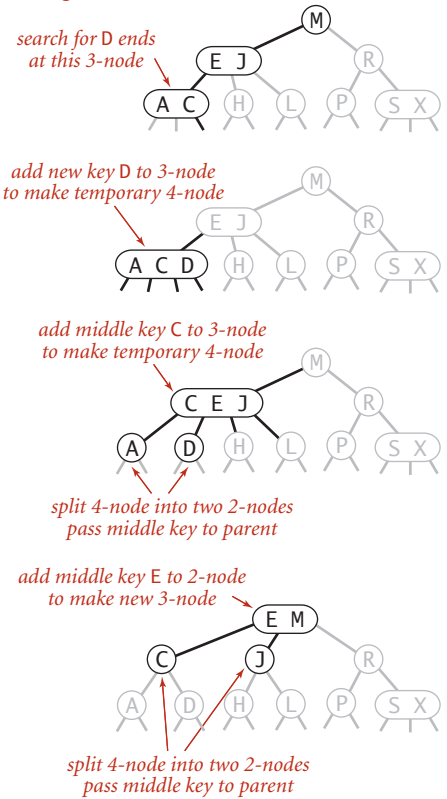 search for D ends
at this 3-node
M
E J
R
A C
H
L
P
S X
add new key D to 3-node
to make temporary 4-node
M
E J
R
A C D
H
L
P
S X
add middle key C to 3-node
to make temporary 4-node
M
C E J
R
A
D
H
L
P
S X
split 4-node into two 2-nodes
pass middle key to parent
add middle key E to 2-node
to make new 3-node
E M
C
J
R
A
D
H
L
P
S X
split 4-node into two 2-nodes
pass middle key to parent